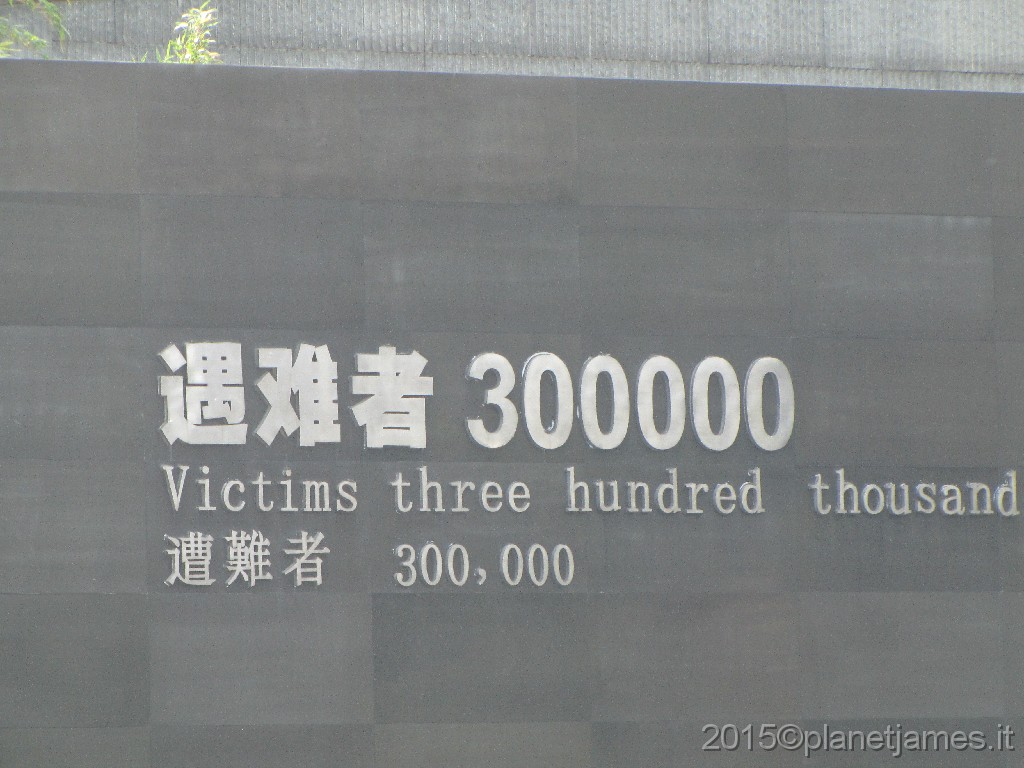 遇难者 300000
Victims three hundred thousand
遭難者 300,000
2015©planetjames.it